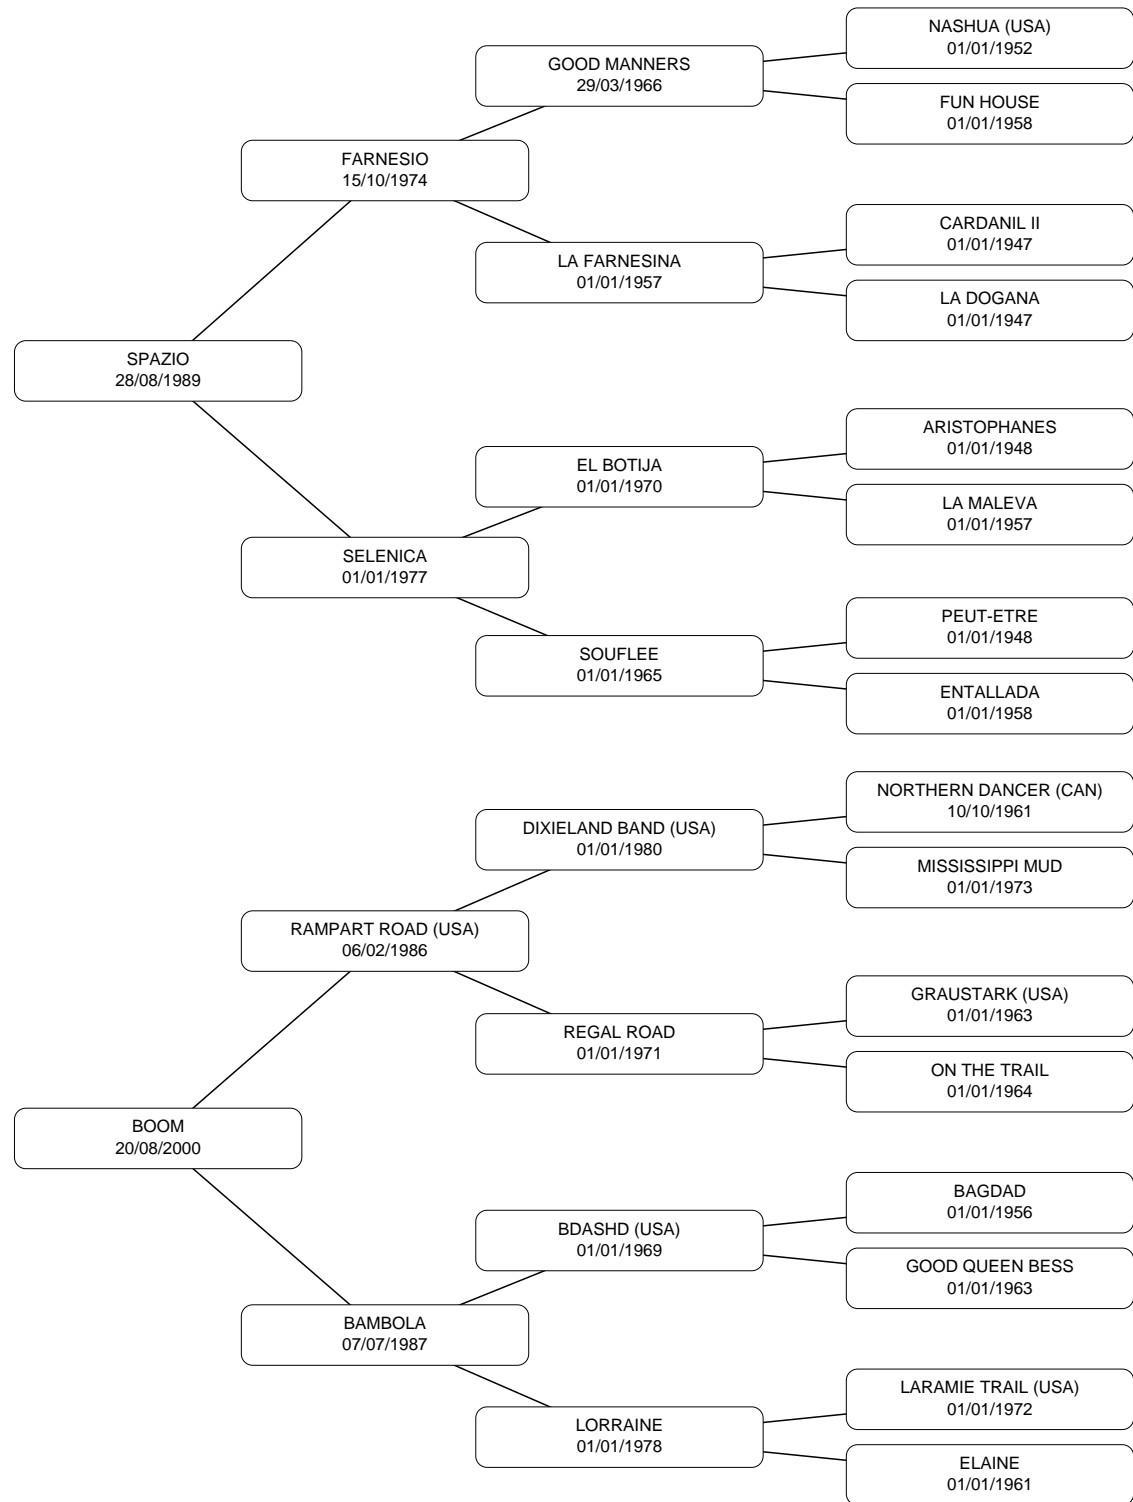 NASHUA (USA)
01/01/1952
GOOD MANNERS
29/03/1966
FUN HOUSE
01/01/1958
FARNESIO
15/10/1974
CARDANIL II
01/01/1947
LA FARNESINA
01/01/1957
LA DOGANA
01/01/1947
SPAZIO
28/08/1989
ARISTOPHANES
01/01/1948
EL BOTIJA
01/01/1970
LA MALEVA
01/01/1957
SELENICA
01/01/1977
PEUT-ETRE
01/01/1948
SOUFLEE
01/01/1965
ENTALLADA
01/01/1958
NORTHERN DANCER (CAN)
10/10/1961
DIXIELAND BAND (USA)
01/01/1980
MISSISSIPPI MUD
01/01/1973
RAMPART ROAD (USA)
06/02/1986
GRAUSTARK (USA)
01/01/1963
REGAL ROAD
01/01/1971
ON THE TRAIL
01/01/1964
BOOM
20/08/2000
BAGDAD
01/01/1956
BDASHD (USA)
01/01/1969
GOOD QUEEN BESS
01/01/1963
BAMBOLA
07/07/1987
LARAMIE TRAIL (USA)
01/01/1972
LORRAINE
01/01/1978
ELAINE
01/01/1961